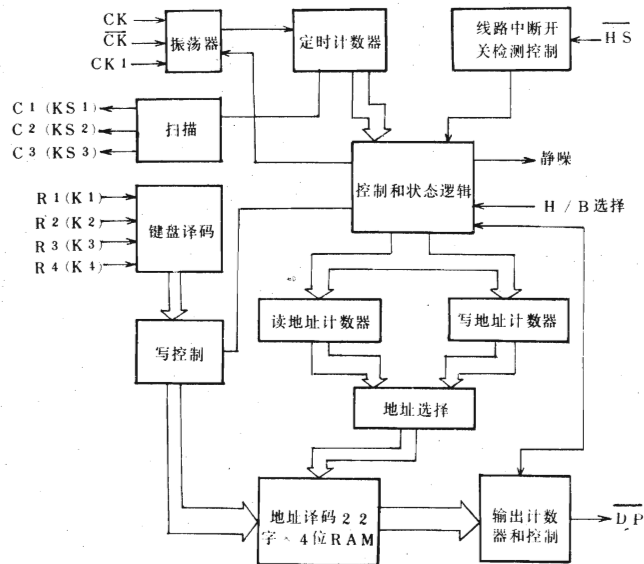 CK
C̅K̅
CK1
振荡器
定时计数器
线路中断开
关检测控制
H̅S̅
C1(KS1)
C2(KS2)
C3(KS3)
扫描
控制和状态逻辑
静噪
H/B选择
R1(K1)
R2(K2)
R3(K3)
R4(K4)
键盘译码
读地址计数器
写地址计数器
写控制
地址选择
地址译码22
字×4位RAM
输出计数
器和控制
D̅P̅